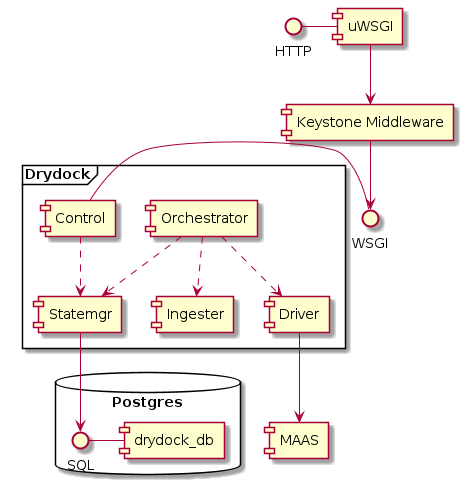 uWSGI
HTTP
Keystone Middleware
Drydock
Control
Orchestrator
WSGI
Statemgr
Ingester
Driver
Postgres
drydock_db
MAAS
SQL